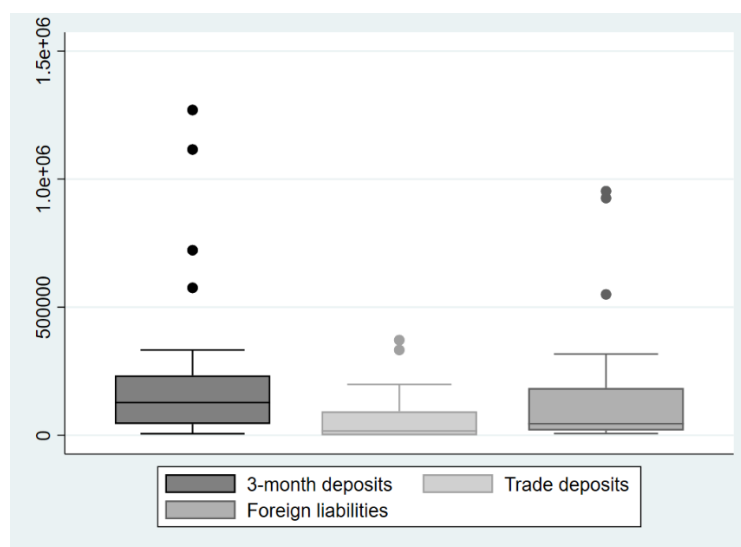 1.5e+06
1.0e+06
500000
0
3-month deposits
Trade deposits
Foreign liabilities